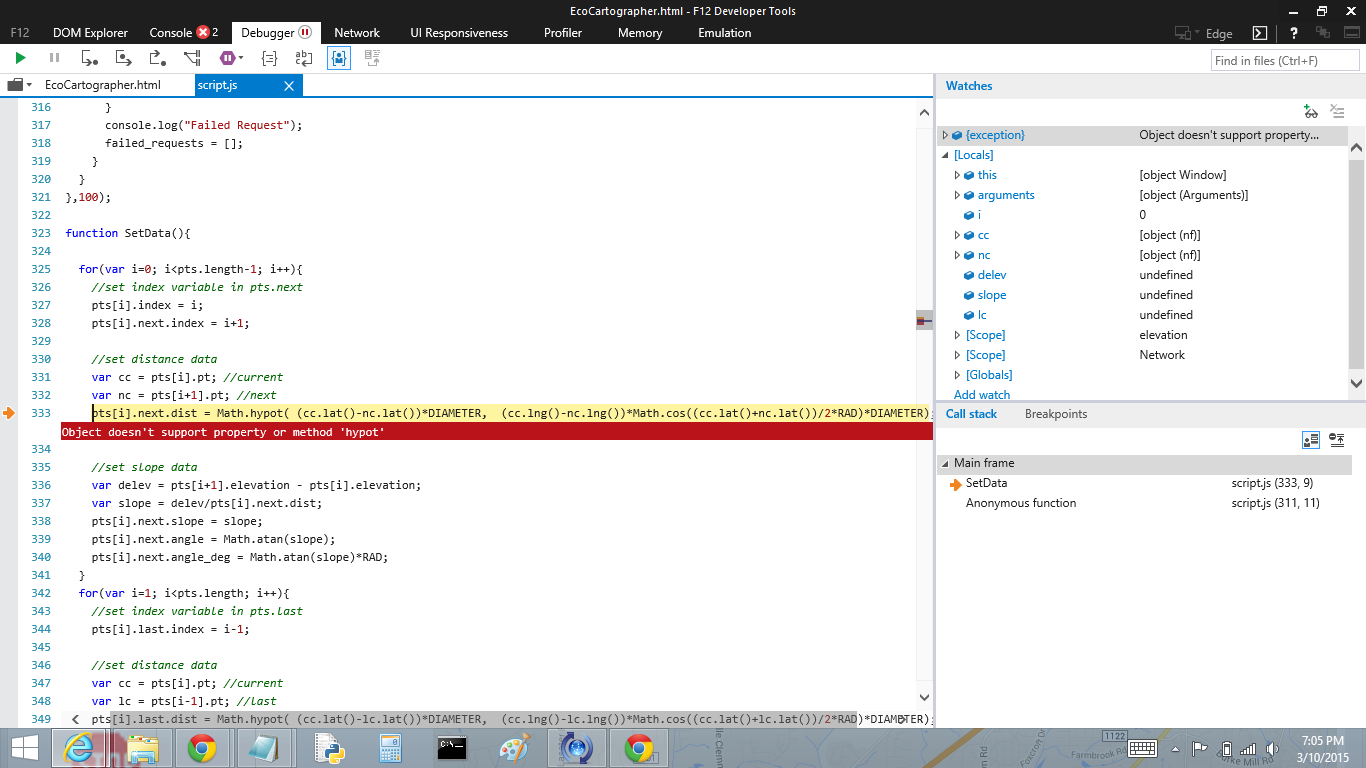 EcoCartographer.html - F12 Developer Tools
F12 DOM Explorer Console 2 Debugger Network UI Responsiveness Profiler Memory Emulation Edge ?
Find in files (Ctrl+F)
EcoCartographer.html script.js
316 }
317 console.log("Failed Request");
318 failed_requests = [];
319 }
320 }
321 },100);
322
323 function SetData(){
324
325 for(var i=0; i<pts.length-1; i++){
326 //set index variable in pts.next
327 pts[i].index = i;
328 pts[i].next.index = i+1;
329
330 //set distance data
331 var cc = pts[i].pt; //current
332 var nc = pts[i+1].pt; //next
333 pts[i].next.dist = Math.hypot( (cc.lat()-nc.lat())*DIAMETER, (cc.lng()-nc.lng())*Math.cos((cc.lat()+nc.lat())/2*RAD)*DIAMETER);
Object doesn't support property or method 'hypot'
334
335 //set slope data
336 var delev = pts[i+1].elevation - pts[i].elevation;
337 var slope = delev/pts[i].next.dist;
338 pts[i].next.slope = slope;
339 pts[i].next.angle = Math.atan(slope);
340 pts[i].next.angle_deg = Math.atan(slope)*RAD;
341 }
342 for(var i=1; i<pts.length; i++){
343 //set index variable in pts.last
344 pts[i].last.index = i-1;
345
346 //set distance data
347 var cc = pts[i].pt; //current
348 var lc = pts[i-1].pt; //last
349 pts[i].last.dist = Math.hypot( (cc.lat()-lc.lat())*DIAMETER, (cc.lng()-lc.lng())*Math.cos((cc.lat()+lc.lat())/2*RAD)*DIAMETER);
Watches
{exception} Object doesn't support property...
[Locals]
this [object Window]
arguments [object (Arguments)]
i 0
cc [object (nf)]
nc [object (nf)]
delev undefined
slope undefined
lc undefined
[Scope] elevation
[Scope] Network
[Globals]
Add watch
Call stack Breakpoints
Main frame
SetData script.js (333, 9)
Anonymous function script.js (311, 11)
C:\
1122
Farmbrook Rd
7:05 PM
3/10/2015